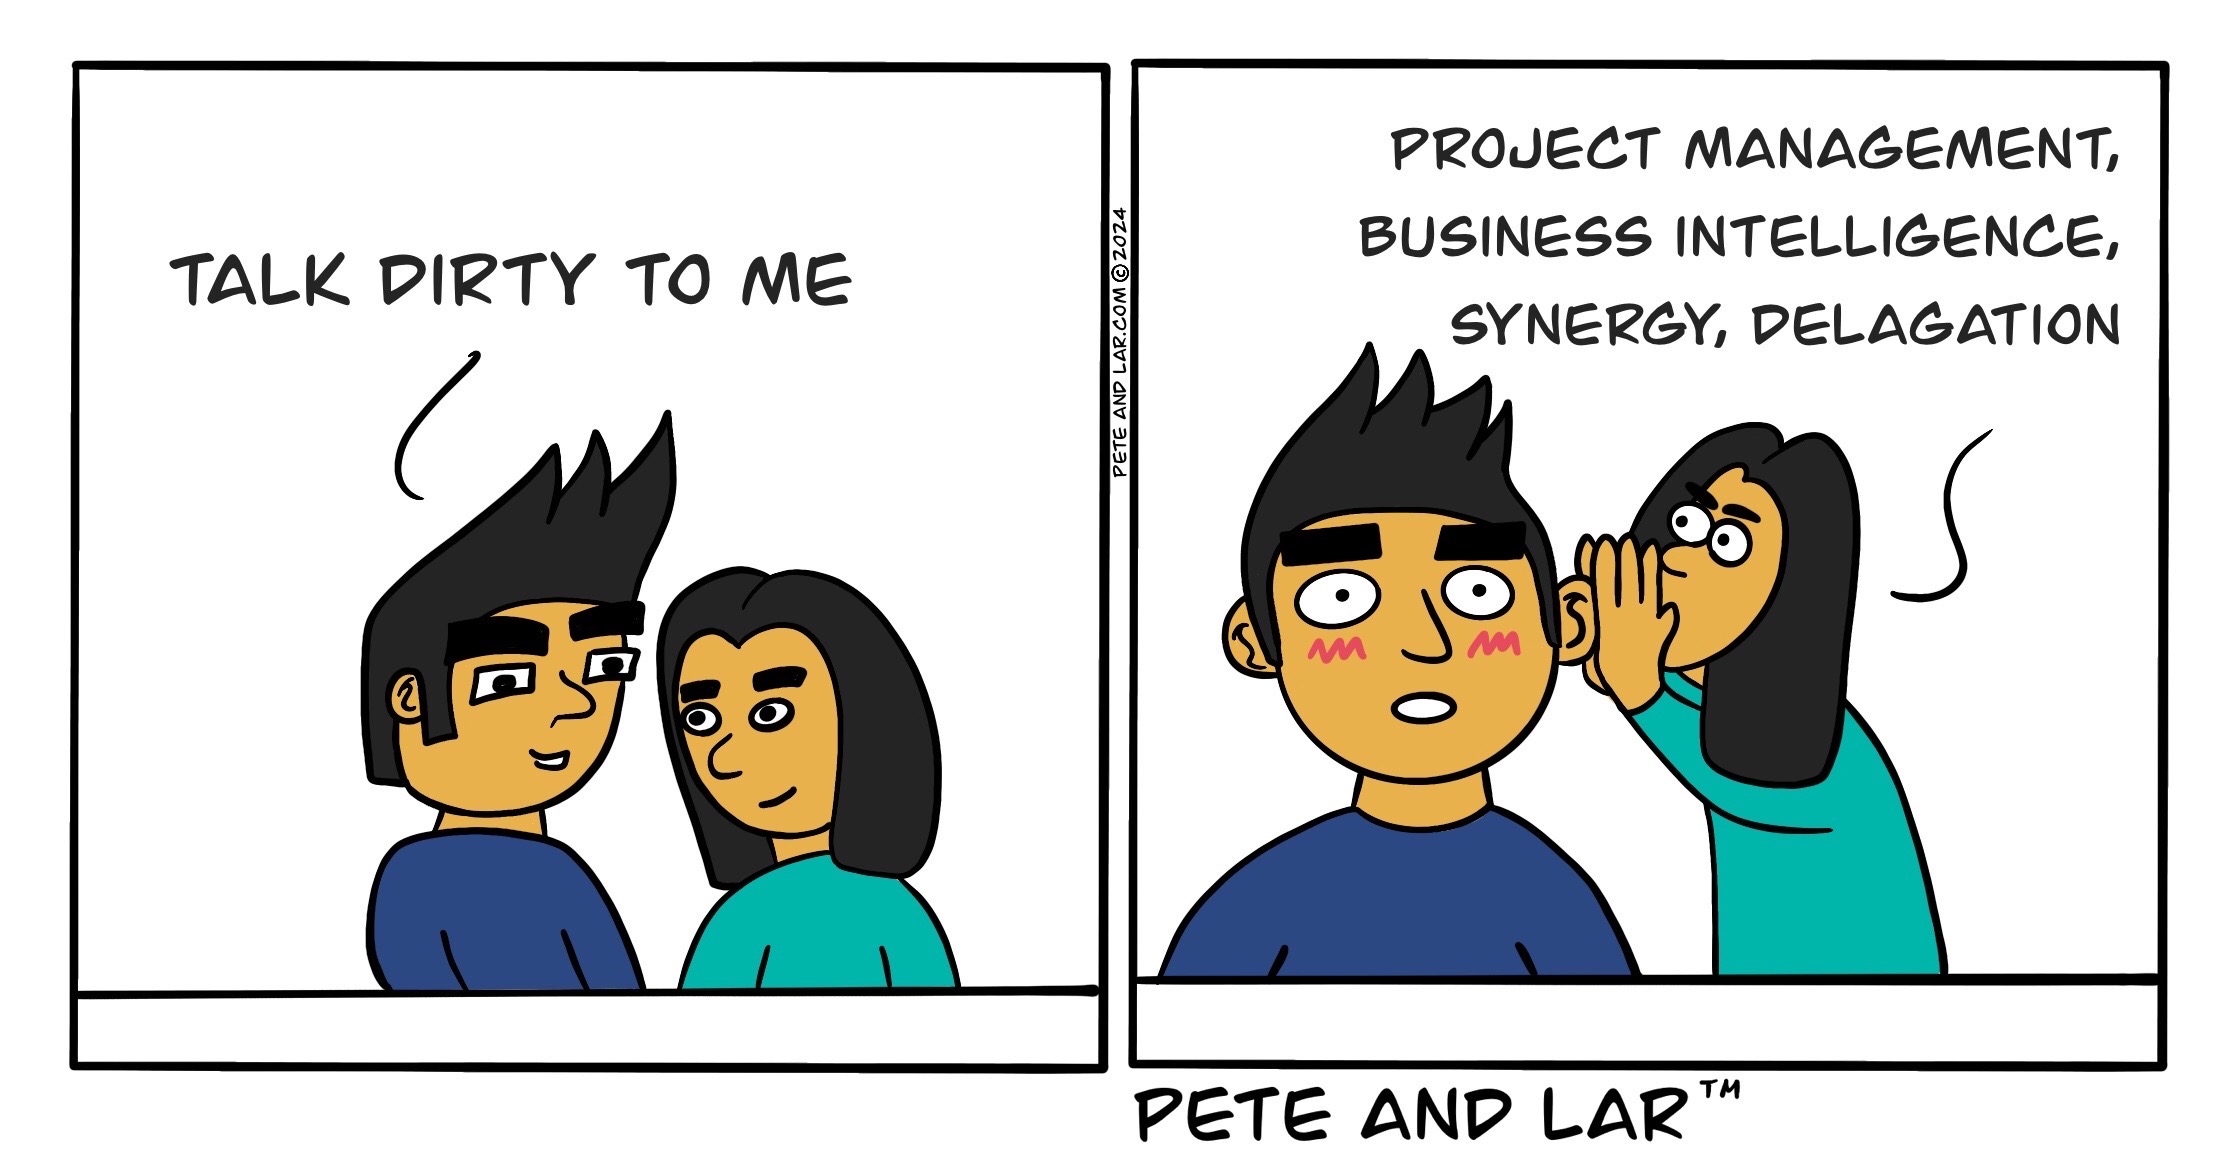 TALK DIRTY TO ME
PETE AND LAR.COM © 2024
PROJECT MANAGEMENT,
BUSINESS INTELLIGENCE,
SYNERGY, DELAGATION
PETE AND LAR™